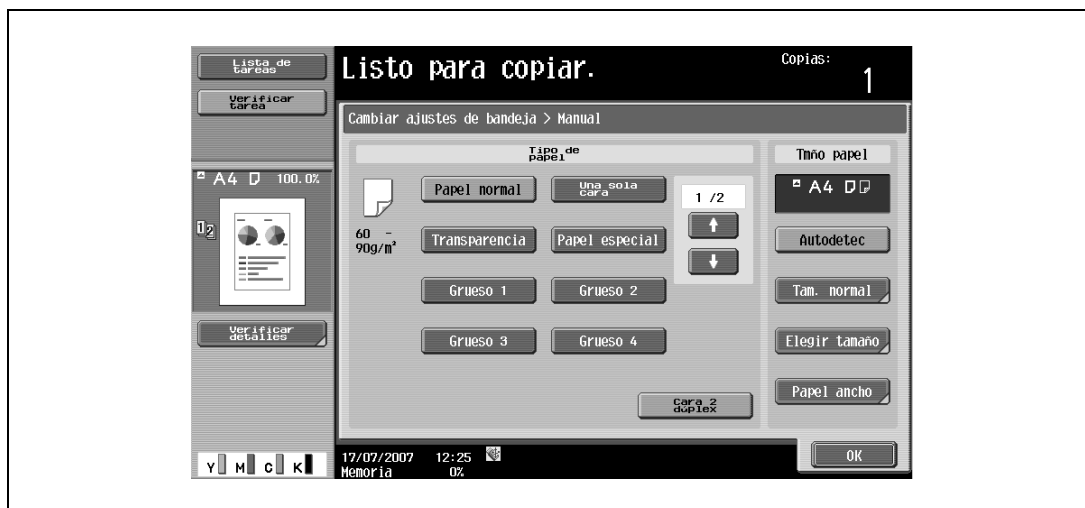 Lista de
tareas
Verificar
tarea
A4 100.0%
1 2
Verificar
detalles
Y M C K
Listo para copiar.
Copias:
1
Cambiar ajustes de bandeja > Manual
Tipo de
papel
60 -
90g/m²
Papel normal
Una sola
cara
Transparencia
Papel especial
Grueso 1
Grueso 2
Grueso 3
Grueso 4
1 /2
Cara 2
dúplex
Tmño papel
A4
Autodetec
Tam. normal
Elegir tamaño
Papel ancho
17/07/2007 12:25
Memoria 0%
OK